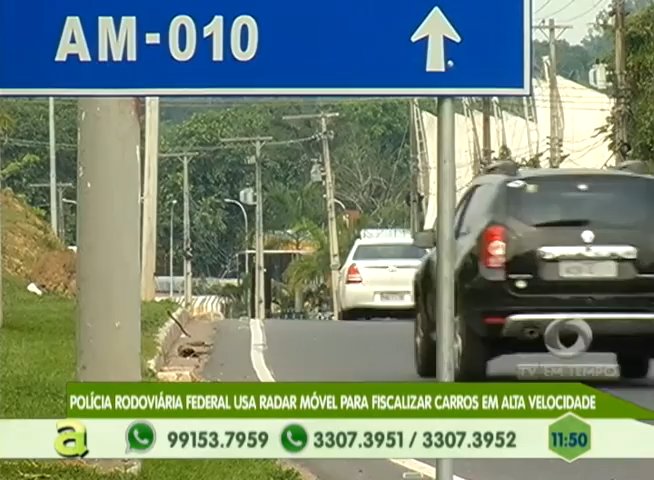 AM-010
TV EM TEMPO
POLÍCIA RODOVIÁRIA FEDERAL USA RADAR MÓVEL PARA FISCALIZAR CARROS EM ALTA VELOCIDADE
a 99153.7959 3307.3951 / 3307.3952 11:50